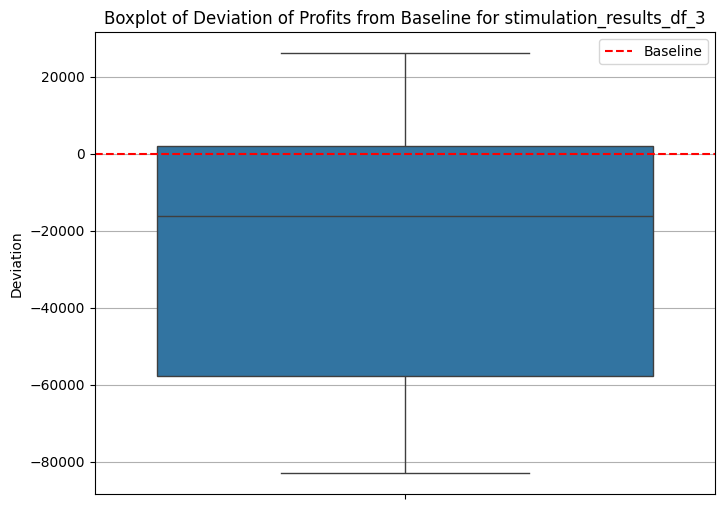 Boxplot of Deviation of Profits from Baseline for stimulation_results_df_3
Baseline
20000
0
−20000
−40000
−60000
−80000
Deviation